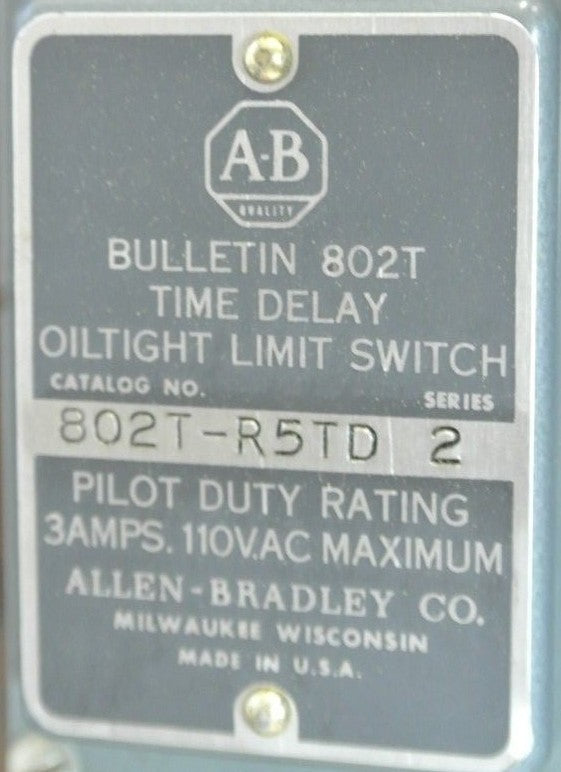 A-B
QUALITY
BULLETIN 802T
TIME DELAY
OILTIGHT LIMIT SWITCH
CATALOG NO. SERIES
802T-R5TD 2
PILOT DUTY RATING
3AMPS. 110V.AC MAXIMUM
ALLEN-BRADLEY CO.
MILWAUKEE WISCONSIN
MADE IN U.S.A.